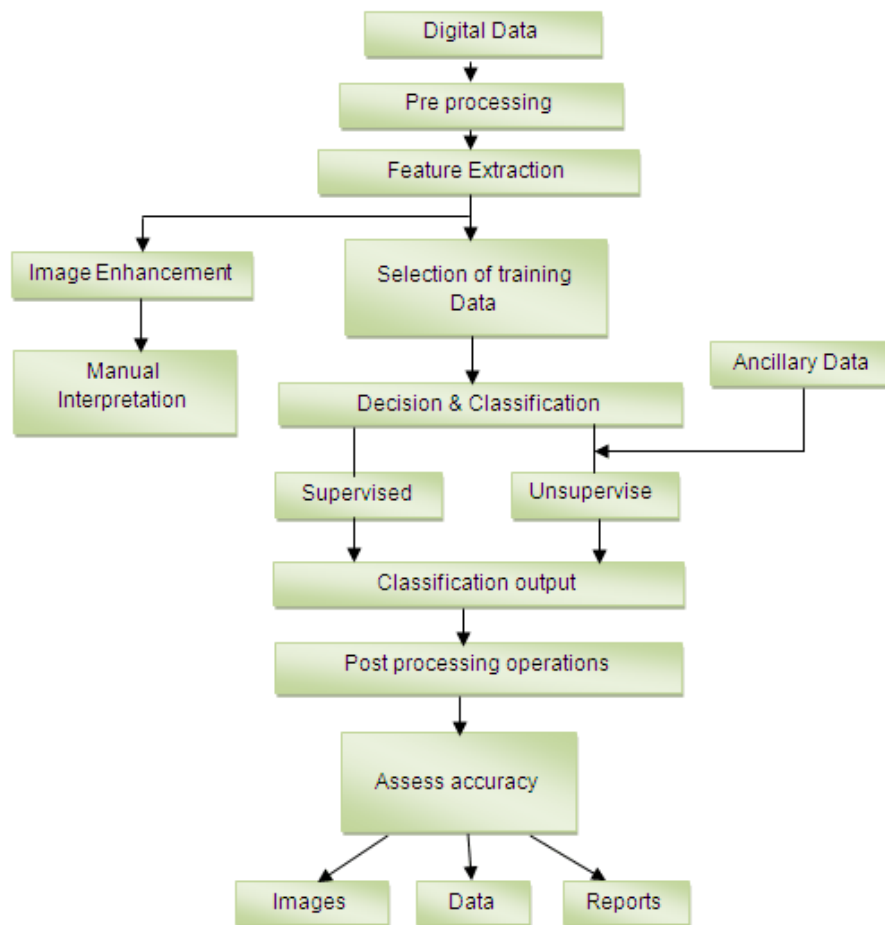 Digital Data
Pre processing
Feature Extraction
Image Enhancement
Selection of training
Data
Manual
Interpretation
Ancillary Data
Decision & Classification
Supervised
Unsupervise
Classification output
Post processing operations
Assess accuracy
Images
Data
Reports